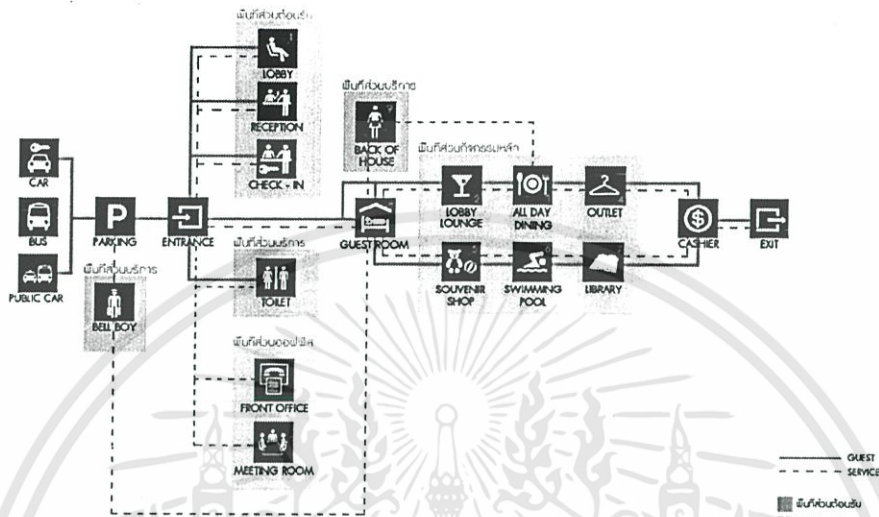 พื้นที่ส่วนต้อนรับ
LOBBY
RECEPTION
CHECK - IN
พื้นที่ส่วนบริการ
BACK OF
HOUSE
พื้นที่ส่วนกิจกรรมหลัก
CAR
BUS
PUBLIC CAR
P
PARKING
ENTRANCE
GUEST ROOM
LOBBY
LOUNGE
ALL DAY
DINING
OUTLET
SOUVENIR
SHOP
SWIMMING
POOL
LIBRARY
$
CASHIER
EXIT
พื้นที่ส่วนบริการ
BELL BOY
พื้นที่ส่วนบริการ
TOILET
พื้นที่ส่วนออฟฟิศ
FRONT OFFICE
MEETING ROOM
GUEST
SERVICE
พื้นที่ส่วนต้อนรับ